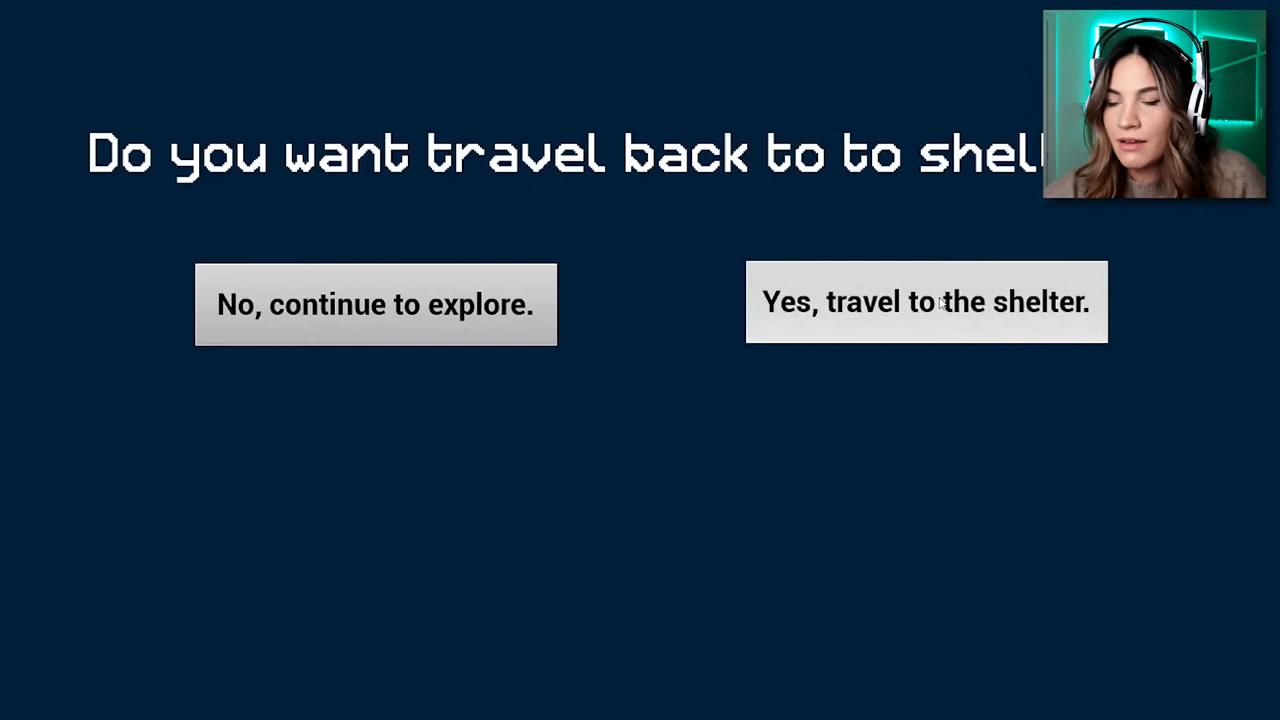 Do you want travel back to to shel
No, continue to explore.
Yes, travel to the shelter.